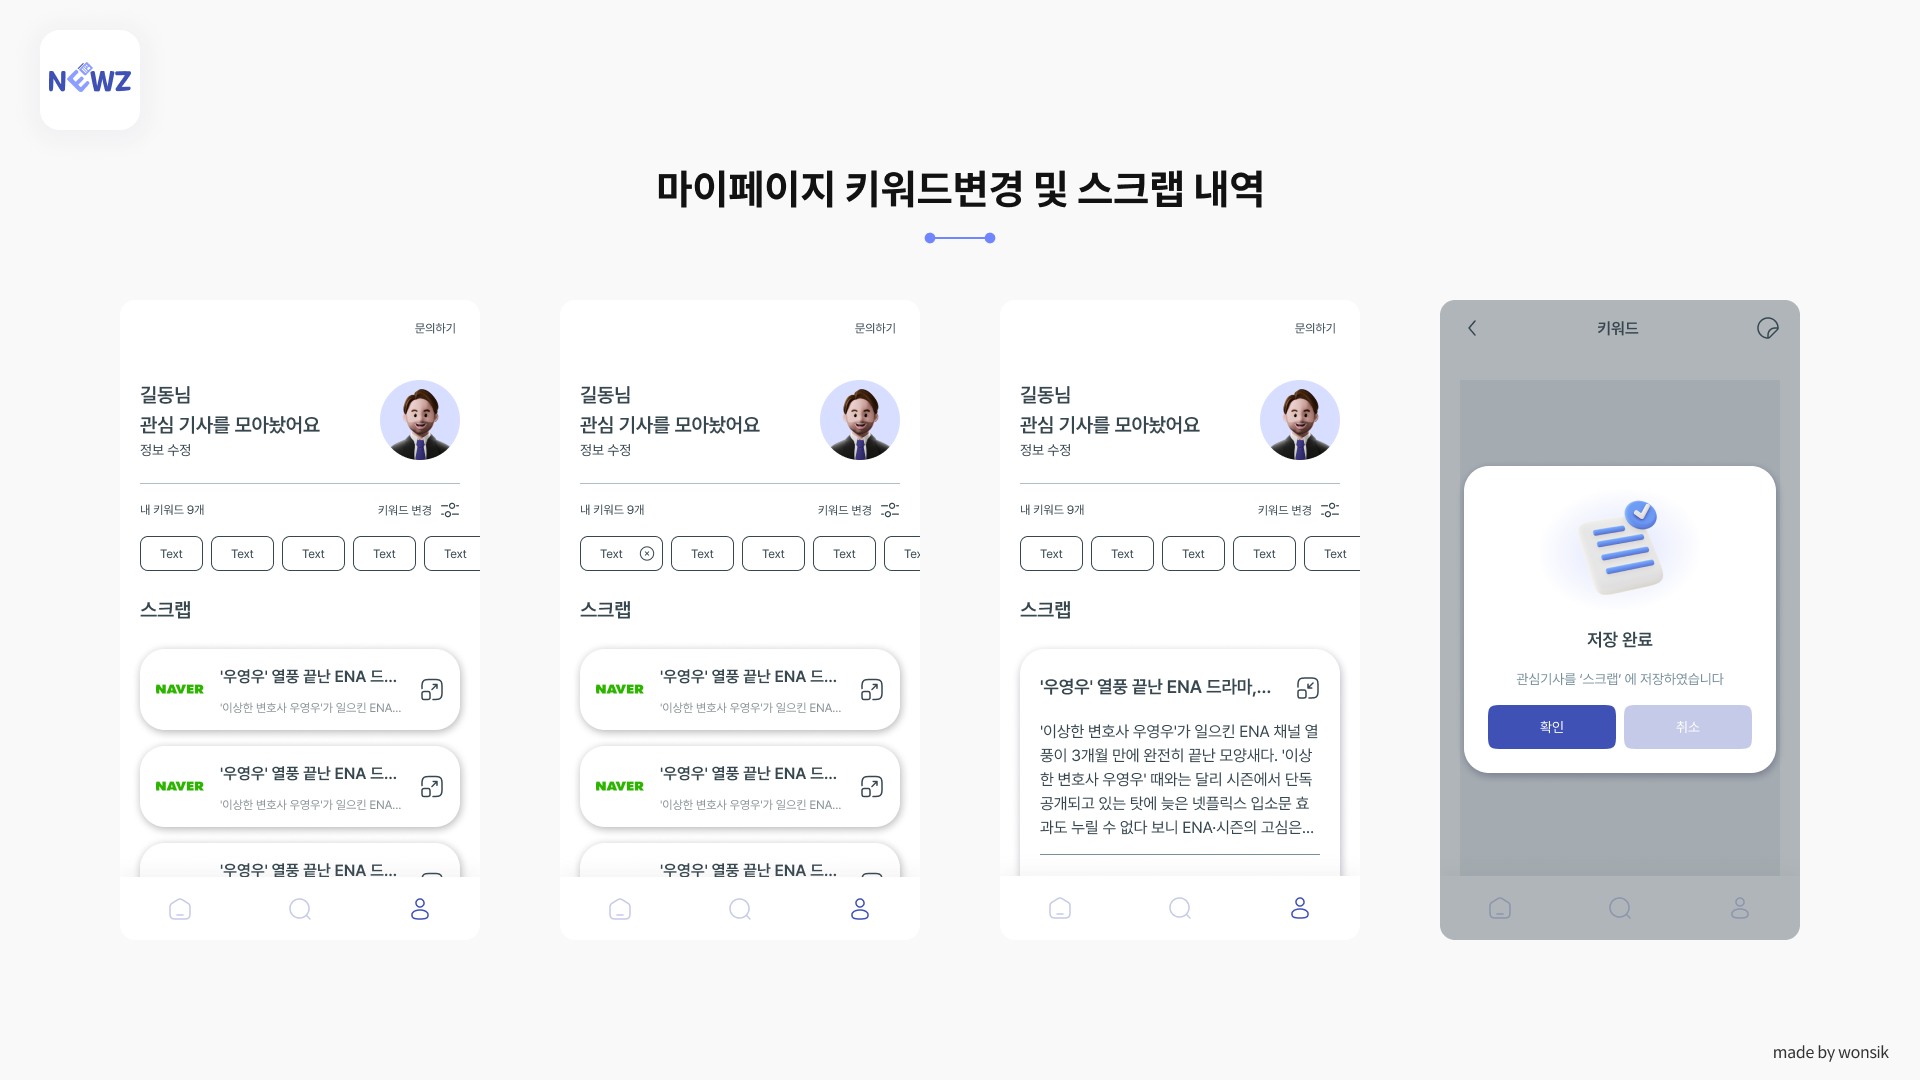 NEWZ
마이페이지 키워드변경 및 스크랩 내역
문의하기
길동님
관심 기사를 모아놨어요
정보 수정
내 키워드 9개
키워드 변경
Text Text Text Text Text
스크랩
NAVER
'우영우' 열풍 끝난 ENA 드...
'이상한 변호사 우영우'가 일으킨 ENA...
NAVER
'우영우' 열풍 끝난 ENA 드...
'이상한 변호사 우영우'가 일으킨 ENA...
'우영우' 열풍 끝난 ENA 드...
문의하기
길동님
관심 기사를 모아놨어요
정보 수정
내 키워드 9개
키워드 변경
Text Text Text Text Tex
스크랩
NAVER
'우영우' 열풍 끝난 ENA 드...
'이상한 변호사 우영우'가 일으킨 ENA...
NAVER
'우영우' 열풍 끝난 ENA 드...
'이상한 변호사 우영우'가 일으킨 ENA...
'우영우' 열풍 끝난 ENA 드...
문의하기
길동님
관심 기사를 모아놨어요
정보 수정
내 키워드 9개
키워드 변경
Text Text Text Text Text
스크랩
'우영우' 열풍 끝난 ENA 드라마,...
'이상한 변호사 우영우'가 일으킨 ENA 채널 열
풍이 3개월 만에 완전히 끝난 모양새다. '이상
한 변호사 우영우' 때와는 달리 시즌에서 단독
공개되고 있는 탓에 늦은 넷플릭스 입소문 효
과도 누릴 수 없다 보니 ENA·시즌의 고심은...
키워드
저장 완료
관심기사를 ‘스크랩’ 에 저장하였습니다
확인
취소
made by wonsik